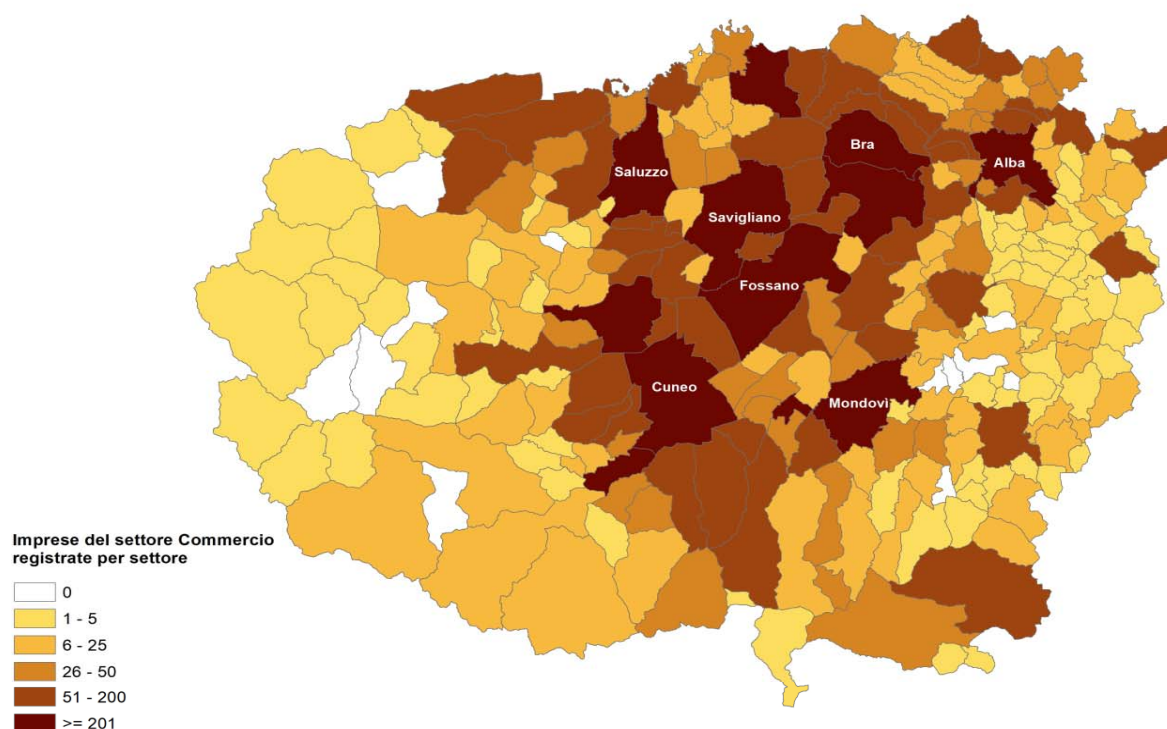 Bra
Alba
Saluzzo
Savigliano
Fossano
Cuneo
Mondovì
Imprese del settore Commercio
registrate per settore
0
1 - 5
6 - 25
26 - 50
51 - 200
>= 201